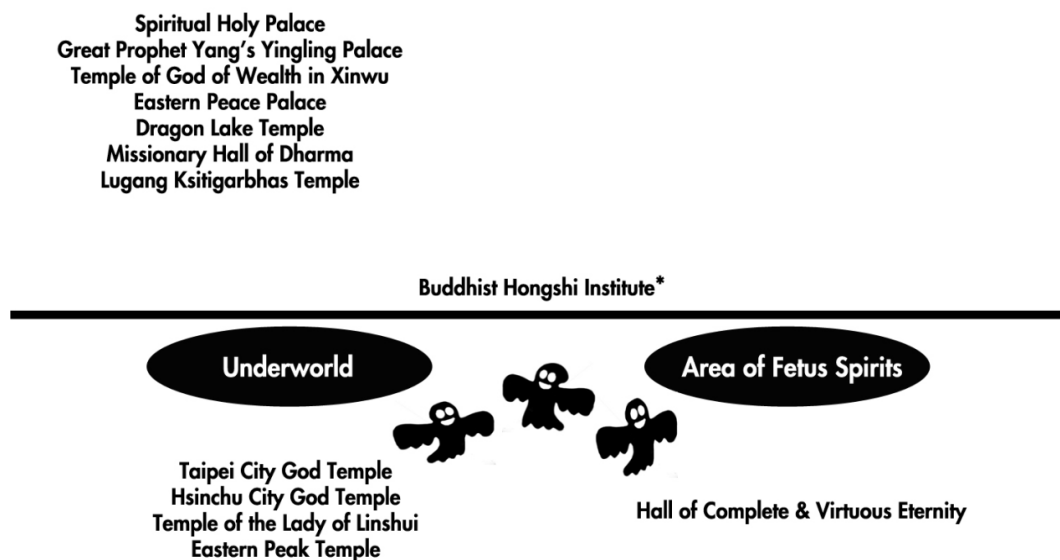 Spiritual Holy Palace
Great Prophet Yang's Yingling Palace
Temple of God of Wealth in Xinwu
Eastern Peace Palace
Dragon Lake Temple
Missionary Hall of Dharma
Lugang Ksitigarbhas Temple
Buddhist Hongshi Institute*
Underworld
Area of Fetus Spirits
Taipei City God Temple
Hsinchu City God Temple
Temple of the Lady of Linshui
Eastern Peak Temple
Hall of Complete & Virtuous Eternity